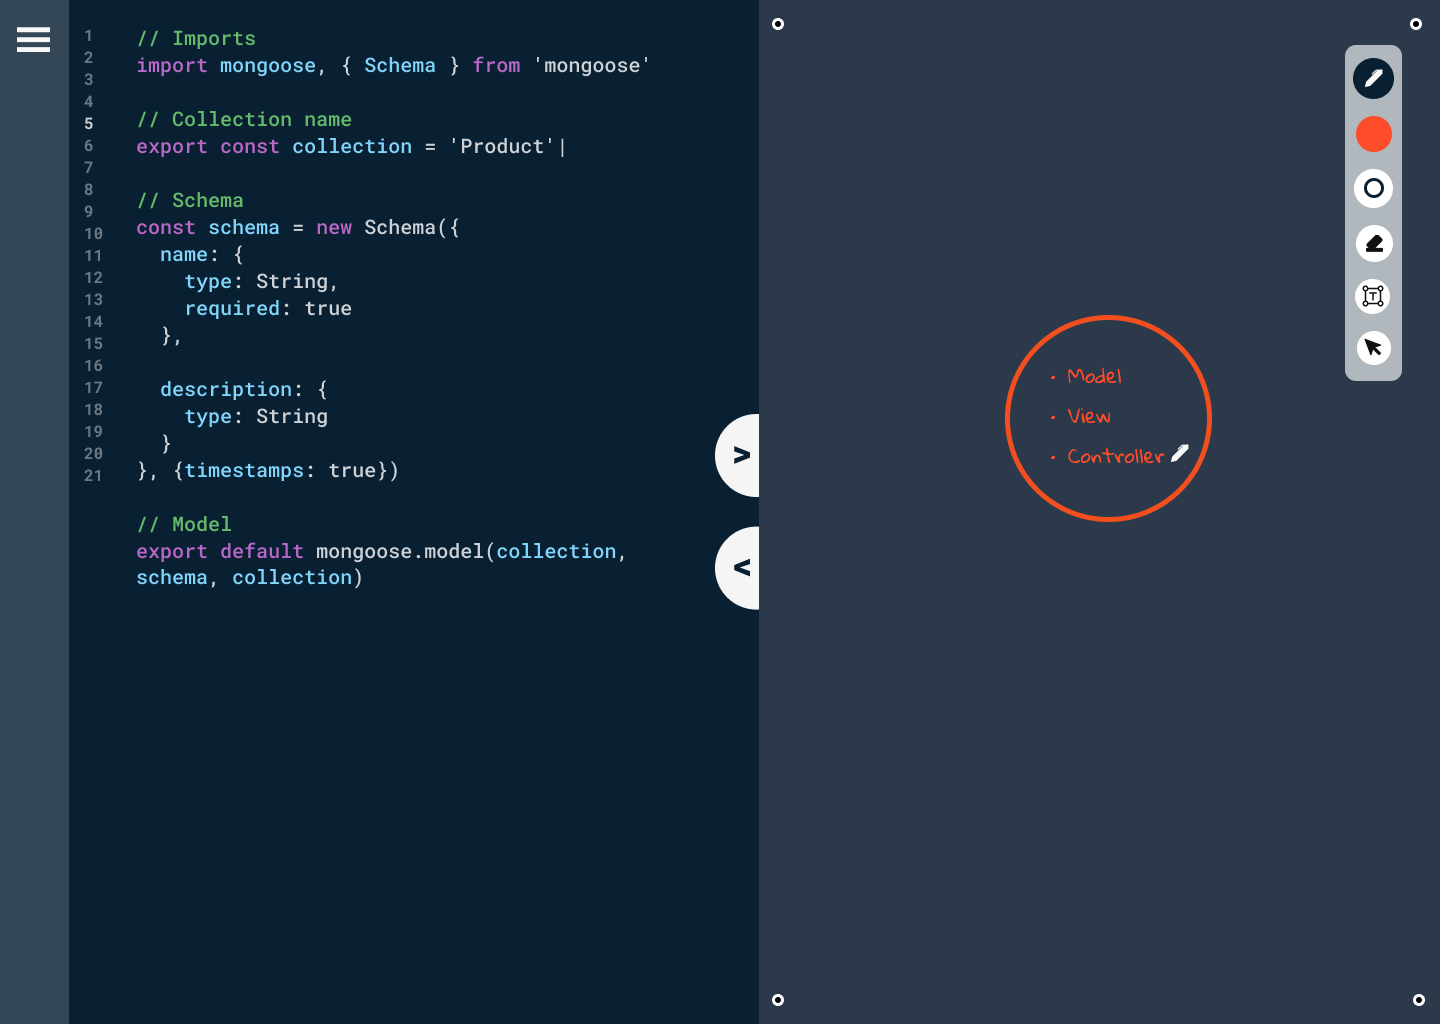 1
2
3
4
5
6
7
8
9
10
11
12
13
14
15
16
17
18
19
20
21
// Imports
import mongoose, { Schema } from 'mongoose'
// Collection name
export const collection = 'Product'|
// Schema
const schema = new Schema({
  name: {
    type: String,
    required: true
  },
  description: {
    type: String
  }
}, {timestamps: true})
// Model
export default mongoose.model(collection,
schema, collection)
>
<
• Model
• View
• Controller
T